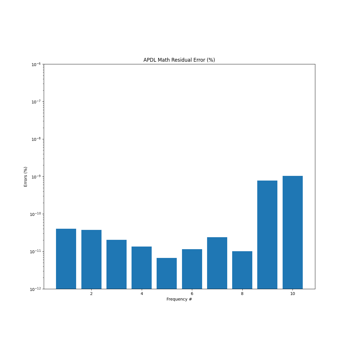 APDL Math Residual Error (%)
10⁻⁶
10⁻⁷
10⁻⁸
10⁻⁹
10⁻¹⁰
10⁻¹¹
10⁻¹²
Errors (%)
2 4 6 8 10
Frequency #